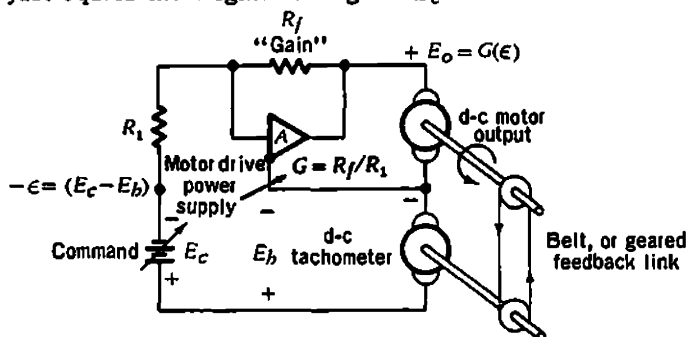 R_f
"Gain"
+ E_o = G(ϵ)
R_1
A
d-c motor
output
Motor drive
power
supply
G = R_f/R_1
−ϵ= (E_c−E_b)
−
−
−
Command
E_c
E_b
d-c
tachometer
+
+
Belt, or geared
feedback link